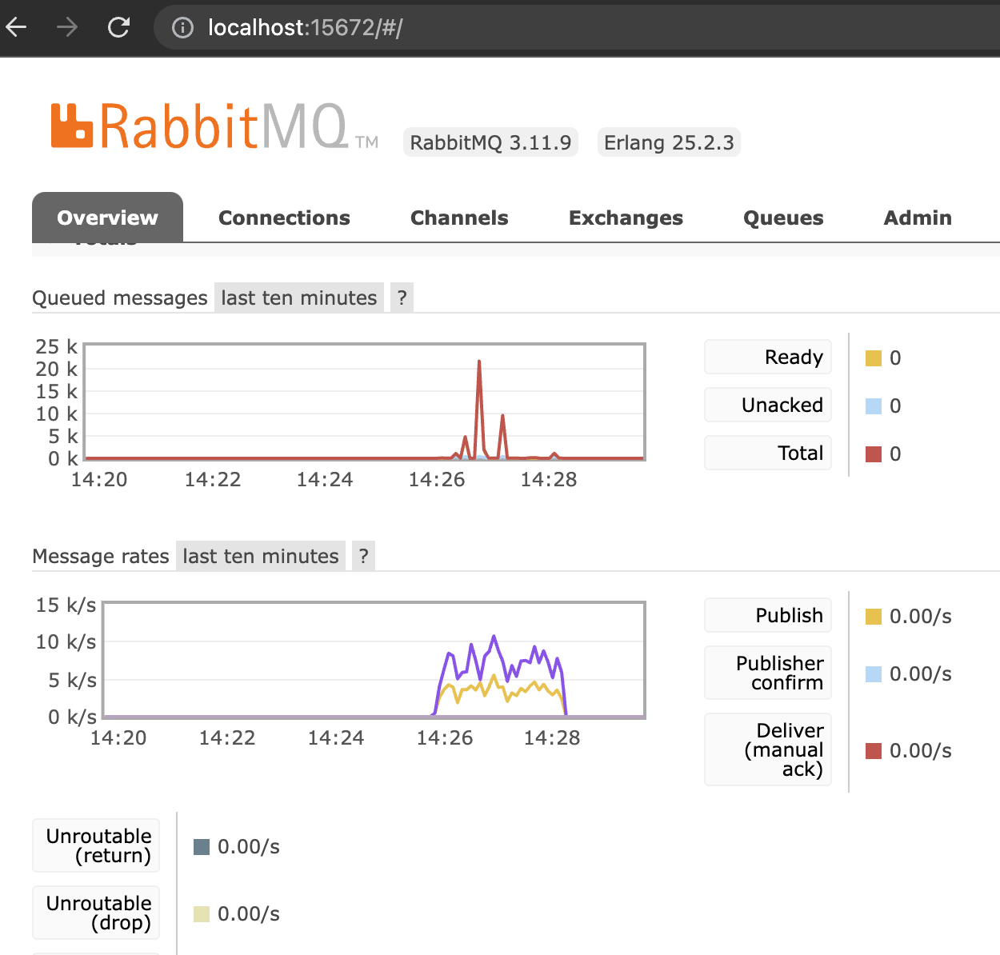 localhost:15672/#/
RabbitMQ TM
RabbitMQ 3.11.9
Erlang 25.2.3
Overview
Connections
Channels
Exchanges
Queues
Admin
Totals
Queued messages last ten minutes ?
25 k
20 k
15 k
10 k
5 k
0 k
14:20 14:22 14:24 14:26 14:28
Ready 0
Unacked 0
Total 0
Message rates last ten minutes ?
15 k/s
10 k/s
5 k/s
0 k/s
14:20 14:22 14:24 14:26 14:28
Publish 0.00/s
Publisher
confirm 0.00/s
Deliver
(manual 0.00/s
ack)
Unroutable
(return) 0.00/s
Unroutable
(drop) 0.00/s